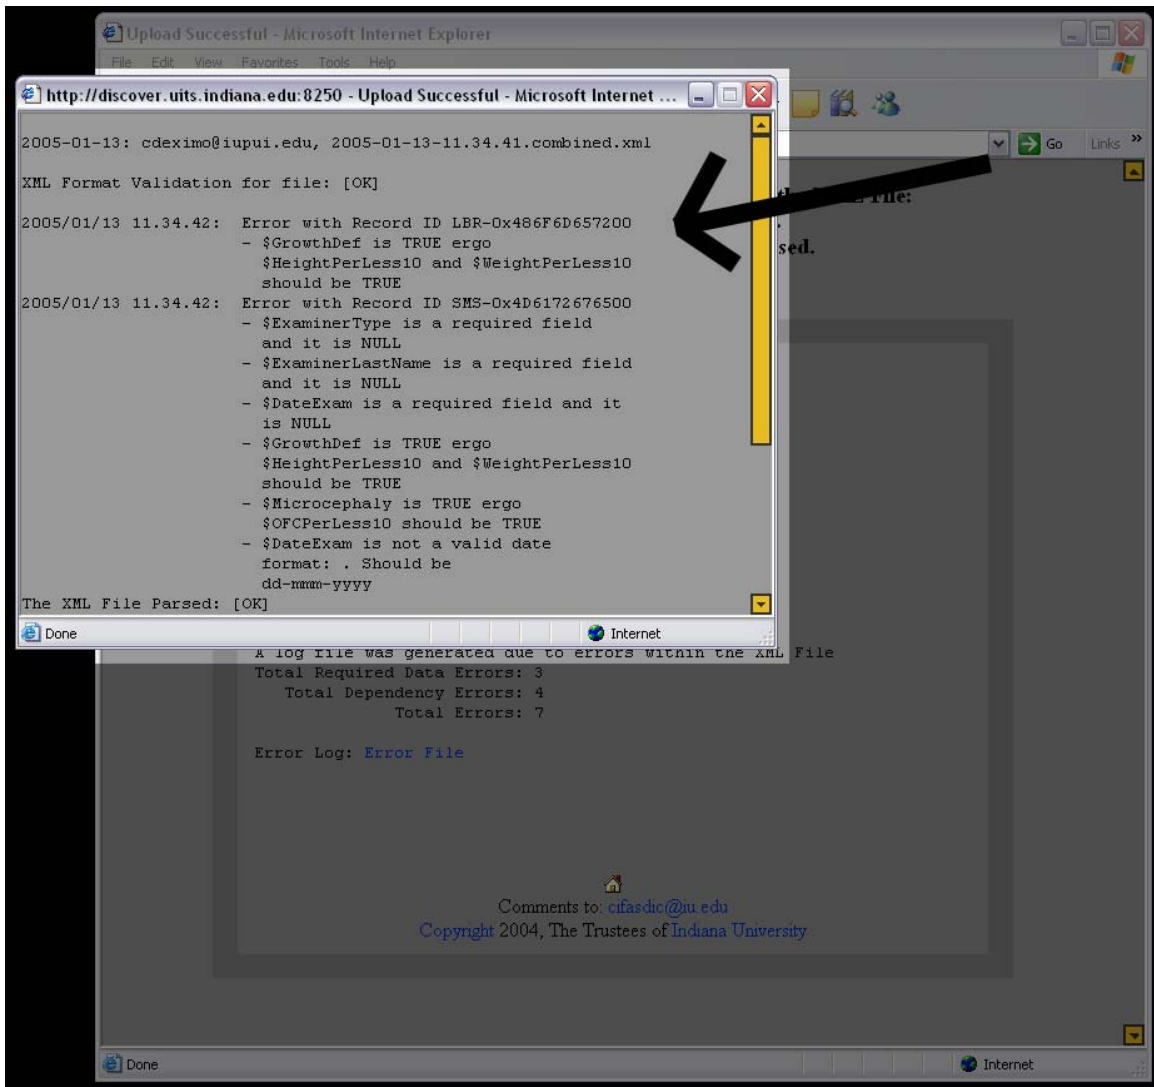 Upload Successful - Microsoft Internet Explorer
File Edit View Favorites Tools Help
http://discover.uits.indiana.edu:8250 - Upload Successful - Microsoft Internet ...
Go Links »
2005-01-13: cdeximo@iupui.edu, 2005-01-13-11.34.41.combined.xml
XML Format Validation for file: [OK]
2005/01/13 11.34.42: Error with Record ID LBR-0x486F6D657200
- $GrowthDef is TRUE ergo
$HeightPerLess10 and $WeightPerLess10
should be TRUE
2005/01/13 11.34.42: Error with Record ID SMS-0x4D6172676500
- $ExaminerType is a required field
and it is NULL
- $ExaminerLastName is a required field
and it is NULL
- $DateExam is a required field and it
is NULL
- $GrowthDef is TRUE ergo
$HeightPerLess10 and $WeightPerLess10
should be TRUE
- $Microcephaly is TRUE ergo
$OFCPerLess10 should be TRUE
- $DateExam is not a valid date
format: . Should be
dd-mmm-yyyy
The XML File Parsed: [OK]
Done Internet
File:
sed.
A log file was generated due to errors within the XML File
Total Required Data Errors: 3
Total Dependency Errors: 4
Total Errors: 7
Error Log: Error File
Comments to: cifasdic@iu.edu
Copyright 2004, The Trustees of Indiana University
Done Internet